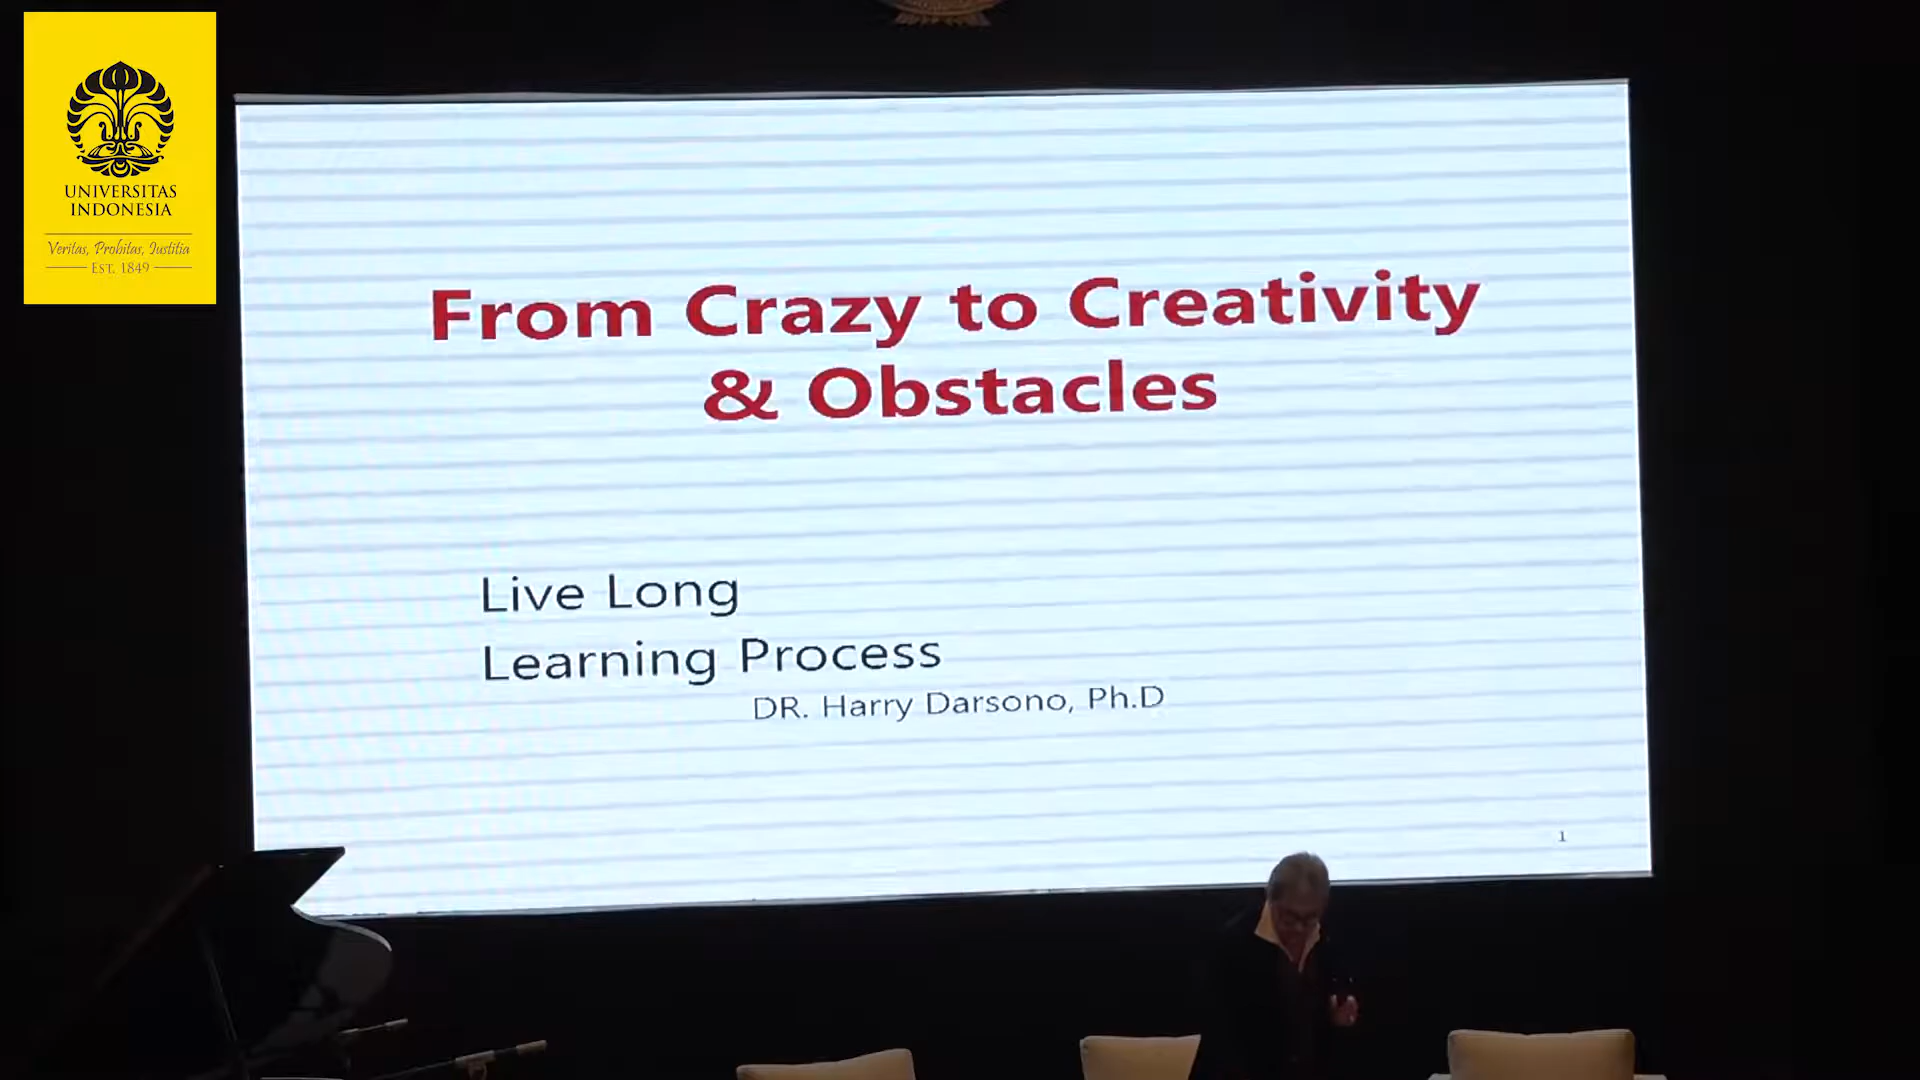 UNIVERSITAS
INDONESIA
Veritas, Probitas, Iustitia
EST. 1849
From Crazy to Creativity
& Obstacles
Live Long
Learning Process
DR. Harry Darsono, Ph.D
1